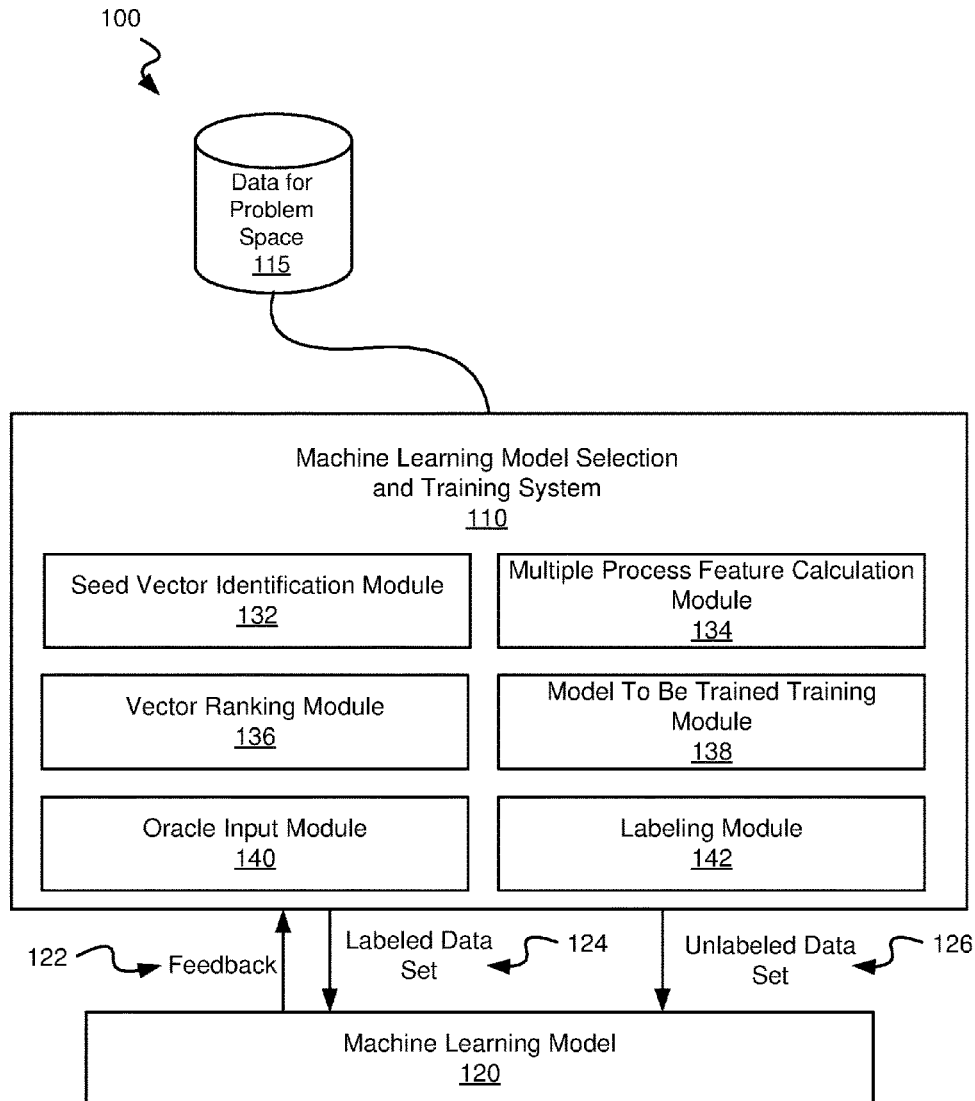 100
Data for
Problem
Space
115
Machine Learning Model Selection
and Training System
110
Seed Vector Identification Module
132
Multiple Process Feature Calculation
Module
134
Vector Ranking Module
136
Model To Be Trained Training
Module
138
Oracle Input Module
140
Labeling Module
142
122
Feedback
Labeled Data
Set
124
Unlabeled Data
Set
126
Machine Learning Model
120